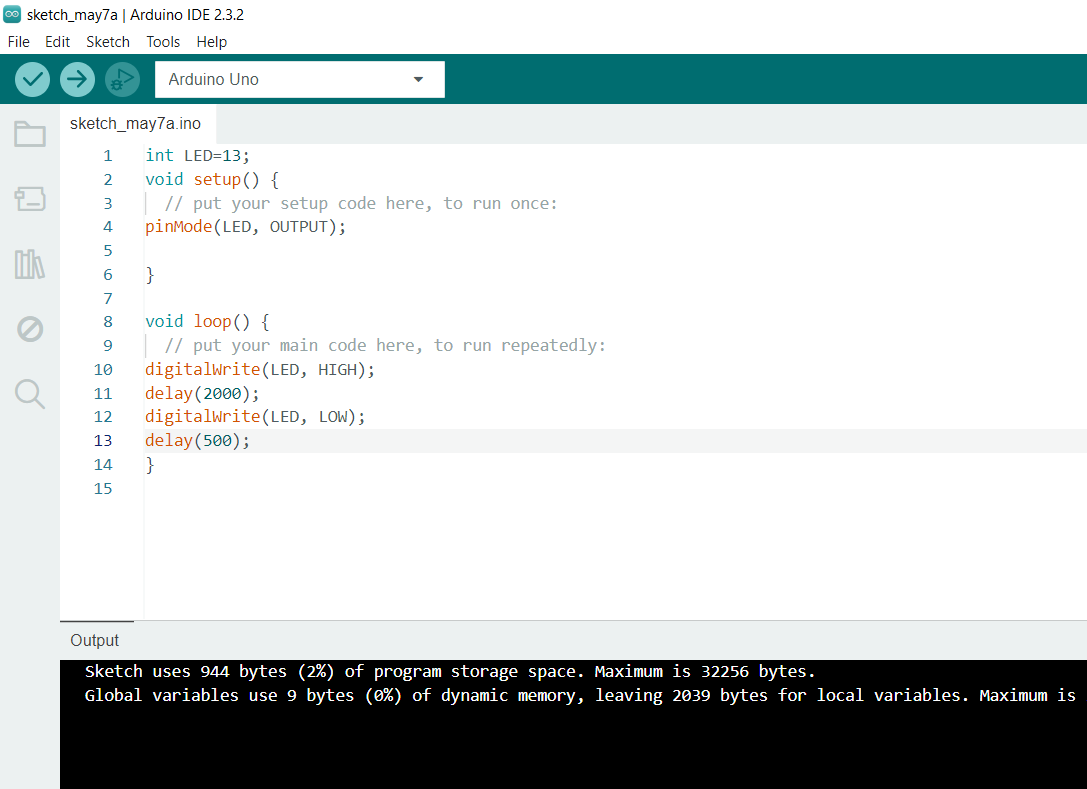 sketch_may7a | Arduino IDE 2.3.2
File Edit Sketch Tools Help
Arduino Uno
sketch_may7a.ino
1 int LED=13;
2 void setup() {
3 // put your setup code here, to run once:
4 pinMode(LED, OUTPUT);
5
6 }
7
8 void loop() {
9 // put your main code here, to run repeatedly:
10 digitalWrite(LED, HIGH);
11 delay(2000);
12 digitalWrite(LED, LOW);
13 delay(500);
14 }
15
Output
Sketch uses 944 bytes (2%) of program storage space. Maximum is 32256 bytes.
Global variables use 9 bytes (0%) of dynamic memory, leaving 2039 bytes for local variables. Maximum is